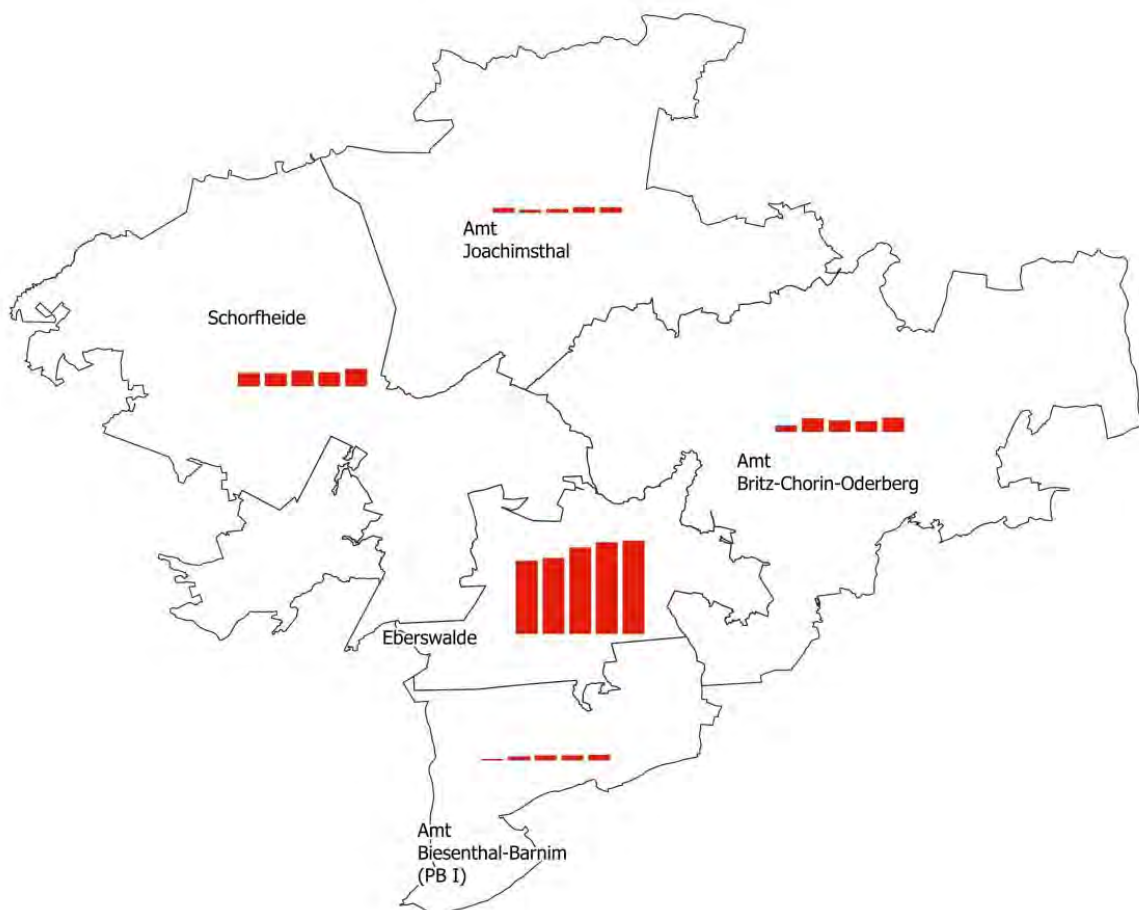 Amt
Joachimsthal
Schorfheide
Amt
Britz-Chorin-Oderberg
Eberswalde
Amt
Biesenthal-Barnim
(PB I)